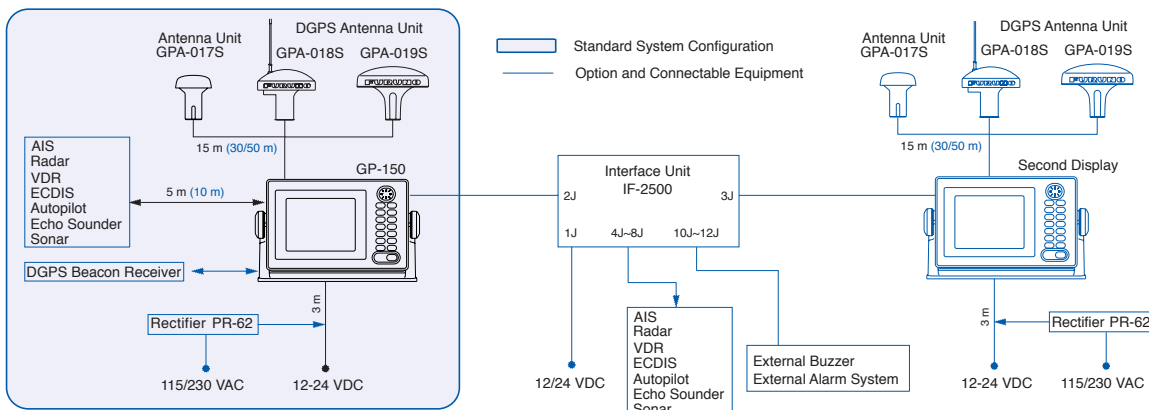 Antenna Unit
GPA-017S
DGPS Antenna Unit
GPA-018S GPA-019S
FURUNO
FURUNO
15 m (30/50 m)
AIS
Radar
VDR
ECDIS
Autopilot
Echo Sounder
Sonar
5 m (10 m)
GP-150
DGPS Beacon Receiver
3 m
Rectifier PR-62
115/230 VAC
12-24 VDC
Standard System Configuration
Option and Connectable Equipment
Interface Unit
IF-2500
2J
3J
1J
4J~8J
10J~12J
12/24 VDC
AIS
Radar
VDR
ECDIS
Autopilot
Echo Sounder
Sonar
External Buzzer
External Alarm System
Antenna Unit
GPA-017S
DGPS Antenna Unit
GPA-018S GPA-019S
FURUNO
FURUNO
15 m (30/50 m)
Second Display
3 m
Rectifier PR-62
12-24 VDC
115/230 VAC